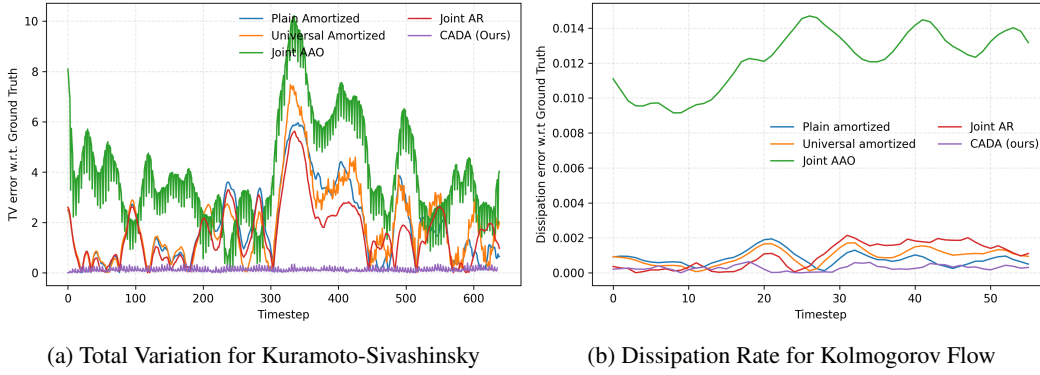 TV error w.r.t. Ground Truth
10
8
6
4
2
0
0
100
200
300
400
500
600
Timestep
Plain Amortized
Universal Amortized
Joint AAO
Joint AR
CADA (Ours)
(a) Total Variation for Kuramoto-Sivashinsky
Dissipation error w.r.t Ground Truth
0.014
0.012
0.010
0.008
0.006
0.004
0.002
0.000
0
10
20
30
40
50
Timestep
Plain amortized
Universal amortized
Joint AAO
Joint AR
CADA (ours)
(b) Dissipation Rate for Kolmogorov Flow